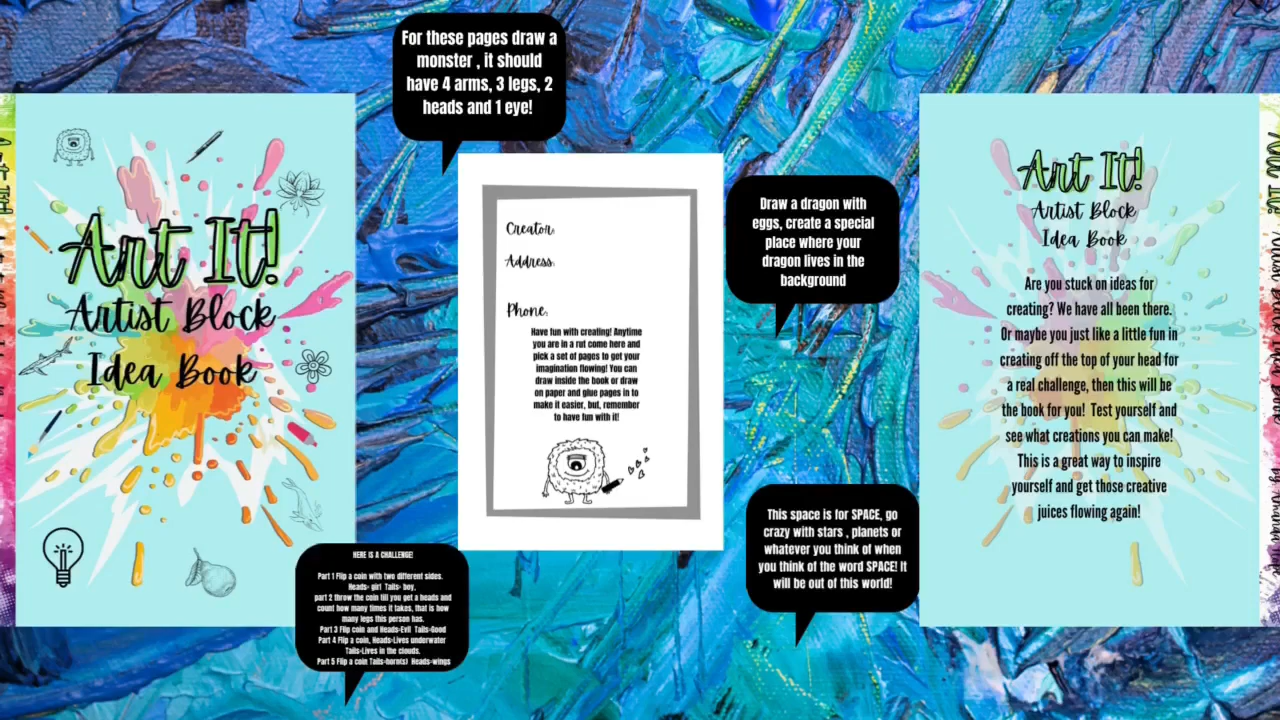 For these pages draw a
monster , it should
have 4 arms, 3 legs, 2
heads and 1 eye!
Art It!
Artist Block
Idea Book
HERE IS A CHALLENGE!
Part 1 Flip a coin with two different sides.
Heads- girl Tails- boy,
part 2 throw the coin till you get a heads and
count how many times it takes, that is how
many legs this person has.
Part 3 Flip coin and Heads-Evil Tails-Good
Part 4 Flip a coin, Heads-Lives underwater
Tails-Lives in the clouds.
Part 5 Flip a coin Tails-horn(s) Heads-wings
Creator:
Address:
Phone:
Have fun with creating! Anytime
you are in a rut come here and
pick a set of pages to get your
imagination flowing! You can
draw inside the book or draw
on paper and glue pages in to
make it easier, but, remember
to have fun with it!
Draw a dragon with
eggs, create a special
place where your
dragon lives in the
background
This space is for SPACE, go
crazy with stars , planets or
whatever you think of when
you think of the word SPACE! It
will be out of this world!
Art It!
Artist Block
Idea Book
Are you stuck on ideas for
creating? We have all been there.
Or maybe you just like a little fun in
creating off the top of your head for
a real challenge, then this will be
the book for you! Test yourself and
see what creations you can make!
This is a great way to inspire
yourself and get those creative
juices flowing again!